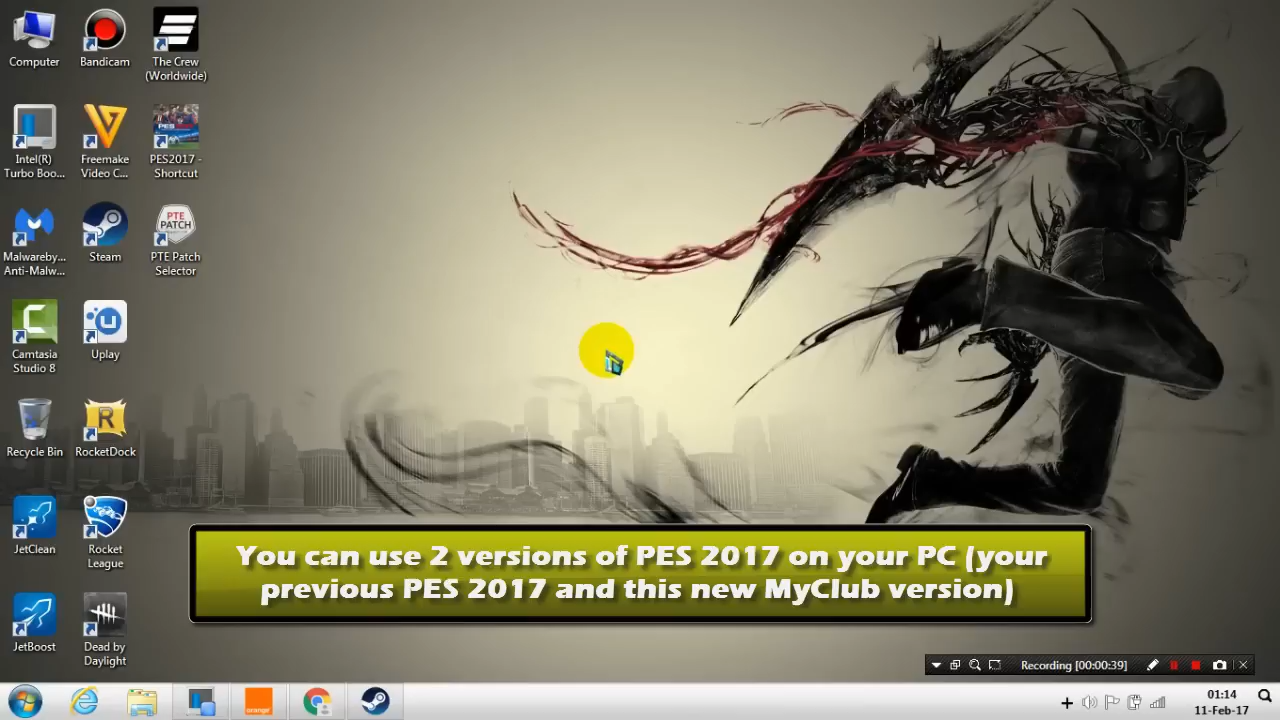 Computer
Bandicam
The Crew
(Worldwide)
Intel(R)
Turbo Boo...
Freemake
Video C...
PES2017 -
Shortcut
Malwareby...
Anti-Malw...
Steam
PTE
PATCH
PTE Patch
Selector
Camtasia
Studio 8
Uplay
Recycle Bin
RocketDock
JetClean
Rocket
League
JetBoost
Dead by
Daylight
You can use 2 versions of PES 2017 on your PC (your
previous PES 2017 and this new MyClub version)
Recording [00:00:39]
orange
01:14
11-Feb-17